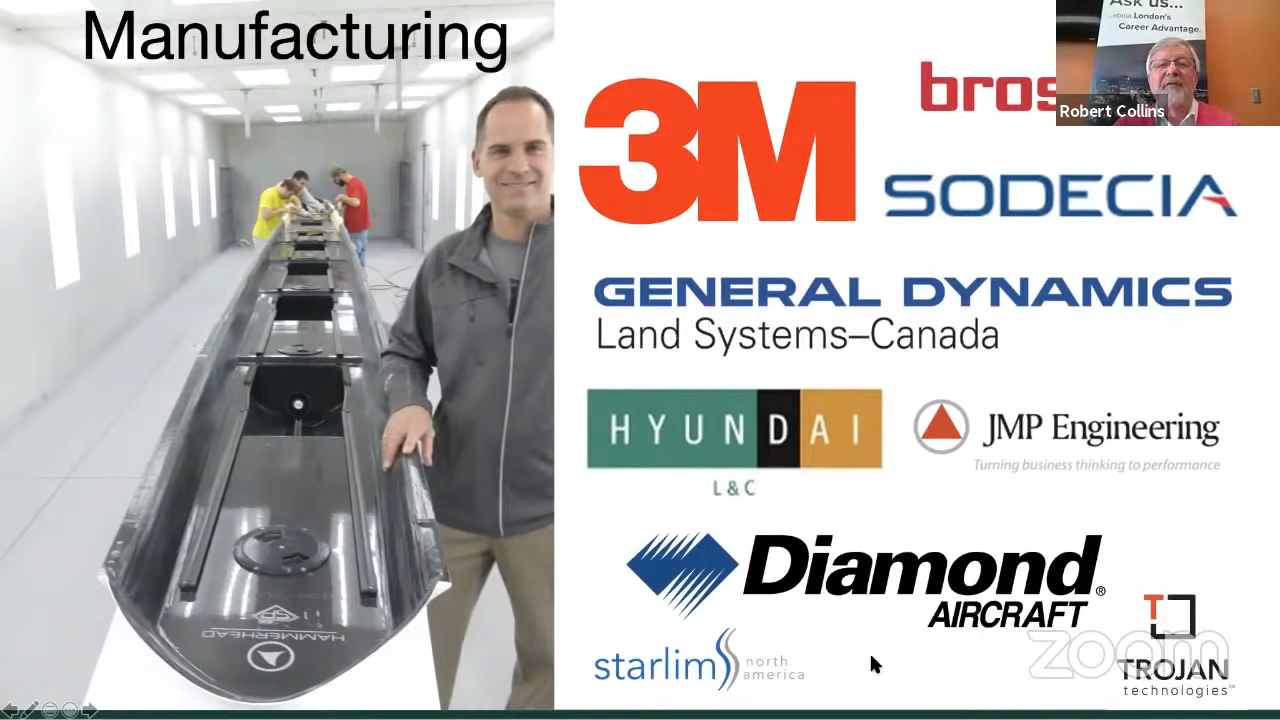 Manufacturing
Ask us...
...about London's
Career Advantage.
Robert Collins
3M
bros
SODECIA
GENERAL DYNAMICS
Land Systems–Canada
HYUNDAI
L&C
JMP Engineering
Turning business thinking to performance
Diamond®
AIRCRAFT
starlim
north
america
zoom
TROJAN
technologies℠
HAMMERHEAD